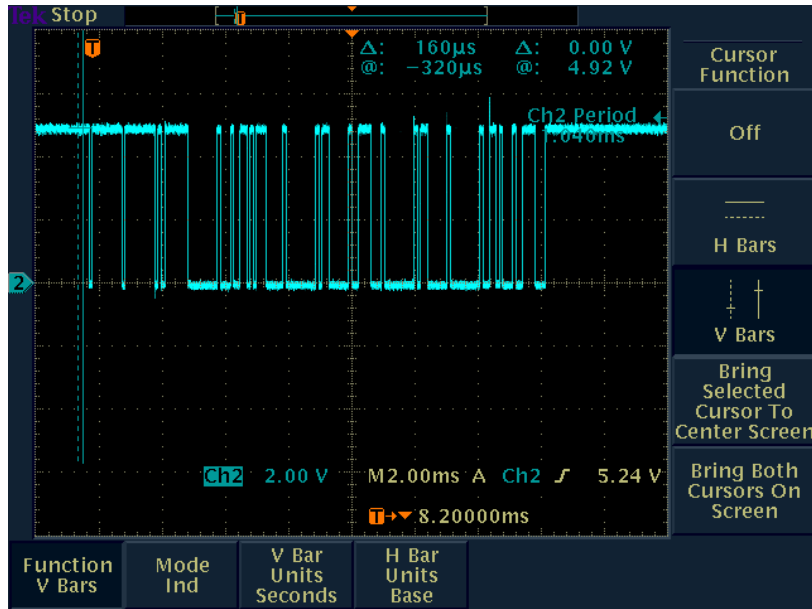 Tek Stop
T
T
Δ: 160µs Δ: 0.00 V
@: −320µs @: 4.92 V
Ch2 Period
1.640ms
2
Ch2 2.00 V M2.00ms A Ch2 5.24 V
T 8.20000ms
Cursor
Function
Off
H Bars
V Bars
Bring
Selected
Cursor To
Center Screen
Bring Both
Cursors On
Screen
Function
V Bars
Mode
Ind
V Bar
Units
Seconds
H Bar
Units
Base